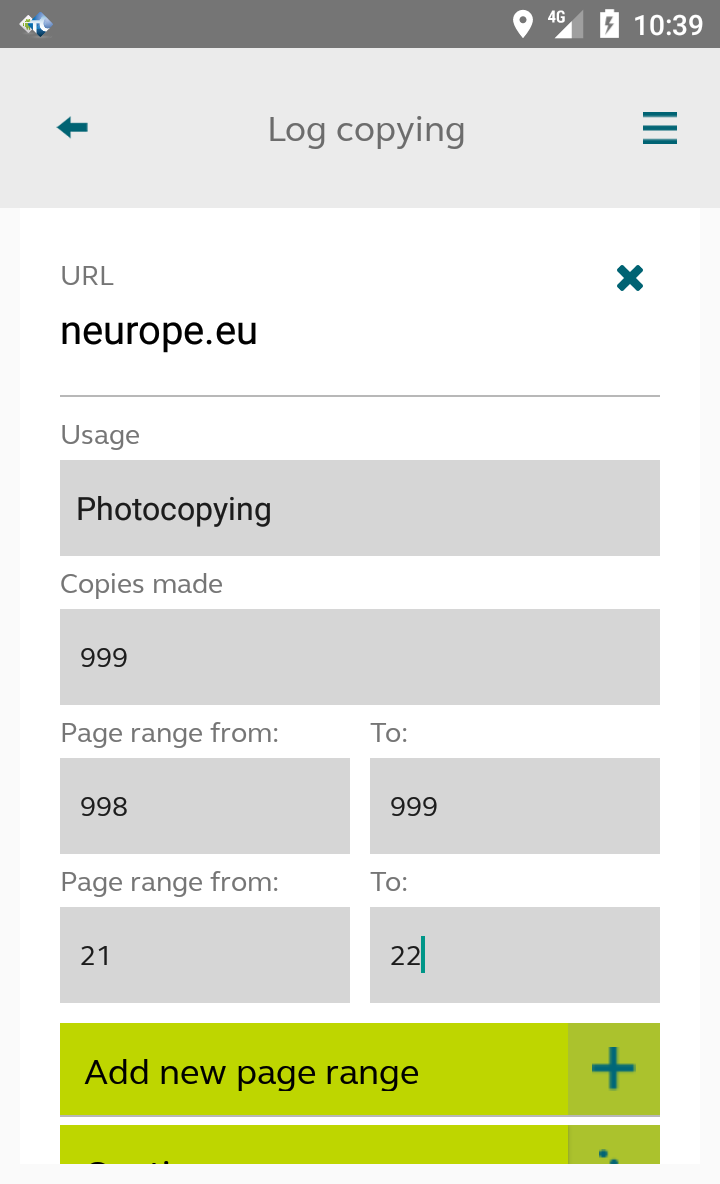 4G 10:39
Log copying
URL
neurope.eu
Usage
Photocopying
Copies made
999
Page range from: To:
998 999
Page range from: To:
21 22
Add new page range